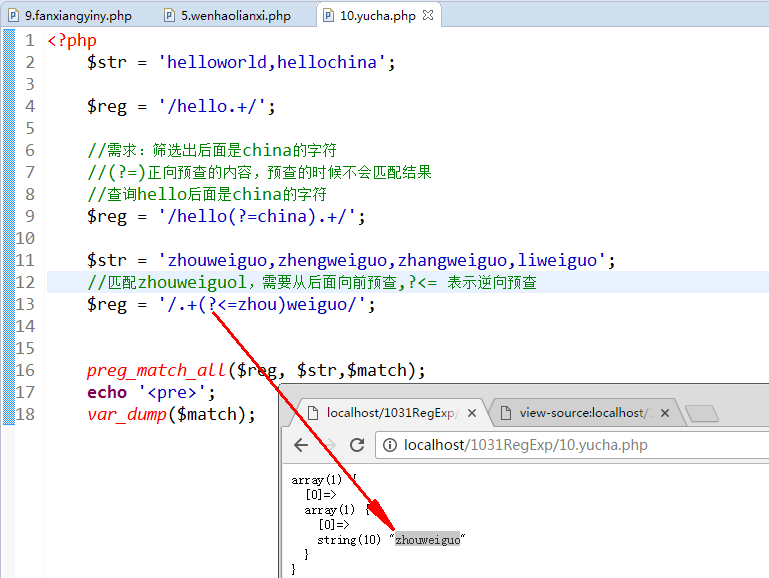 9.fanxiangyiny.php 5.wenhaolianxi.php 10.yucha.php
1 <?php
2 $str = 'helloworld,hellochina';
3
4 $reg = '/hello.+/';
5
6 //需求：筛选出后面是china的字符
7 //(?=)正向预查的内容，预查的时候不会匹配结果
8 //查询hello后面是china的字符
9 $reg = '/hello(?=china).+/';
10
11 $str = 'zhouweiguo,zhengweiguo,zhangweiguo,liweiguo';
12 //匹配zhouweiguol，需要从后面向前预查,?<= 表示逆向预查
13 $reg = '/.+(?<=zhou)weiguo/';
14
15
16 preg_match_all($reg, $str,$match);
17 echo '<pre>';
18 var_dump($match);
localhost/1031RegExp/ view-source:localhost/
localhost/1031RegExp/10.yucha.php
array(1) {
[0]=>
array(1) {
[0]=>
string(10) "zhouweiguo"
}
}